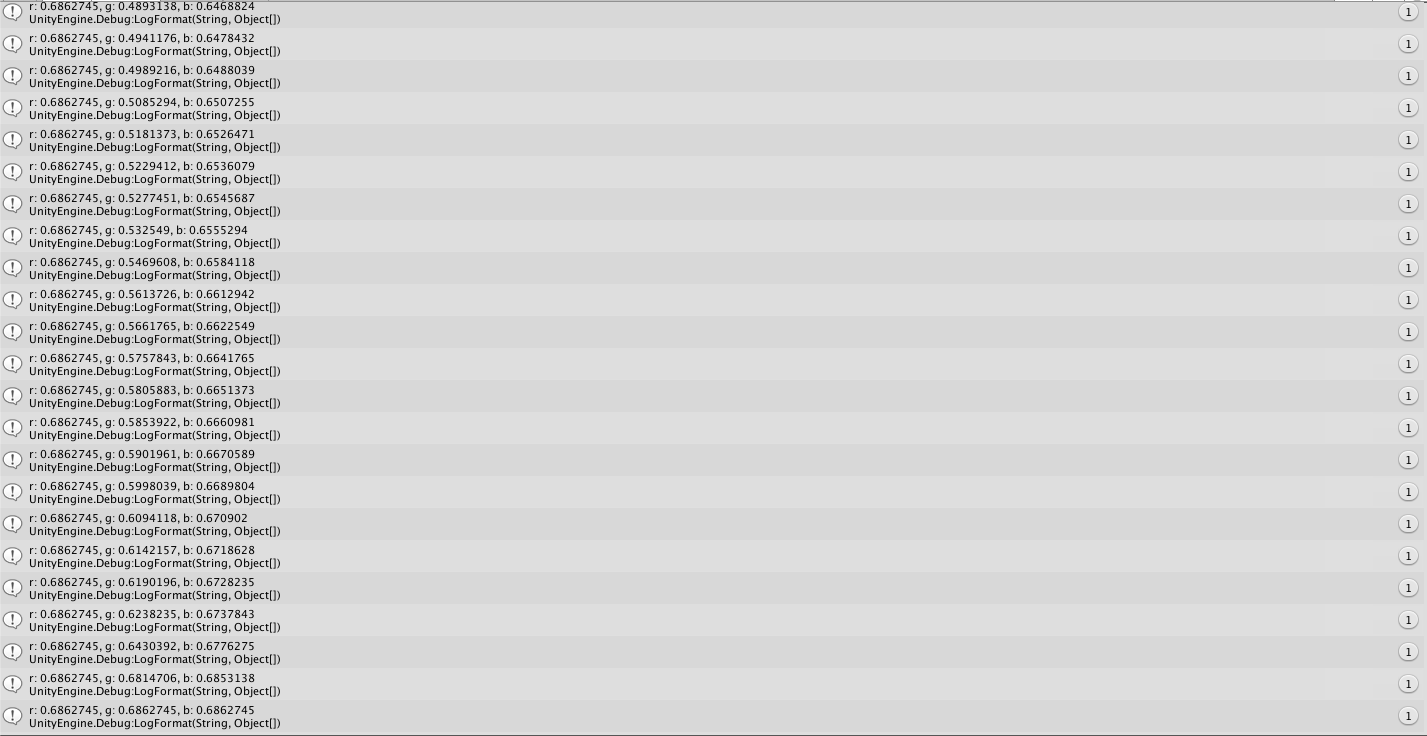 r: 0.6862745, g: 0.4893138, b: 0.6468824
UnityEngine.Debug:LogFormat(String, Object[])
1
r: 0.6862745, g: 0.4941176, b: 0.6478432
UnityEngine.Debug:LogFormat(String, Object[])
1
r: 0.6862745, g: 0.4989216, b: 0.6488039
UnityEngine.Debug:LogFormat(String, Object[])
1
r: 0.6862745, g: 0.5085294, b: 0.6507255
UnityEngine.Debug:LogFormat(String, Object[])
1
r: 0.6862745, g: 0.5181373, b: 0.6526471
UnityEngine.Debug:LogFormat(String, Object[])
1
r: 0.6862745, g: 0.5229412, b: 0.6536079
UnityEngine.Debug:LogFormat(String, Object[])
1
r: 0.6862745, g: 0.5277451, b: 0.6545687
UnityEngine.Debug:LogFormat(String, Object[])
1
r: 0.6862745, g: 0.532549, b: 0.6555294
UnityEngine.Debug:LogFormat(String, Object[])
1
r: 0.6862745, g: 0.5469608, b: 0.6584118
UnityEngine.Debug:LogFormat(String, Object[])
1
r: 0.6862745, g: 0.5613726, b: 0.6612942
UnityEngine.Debug:LogFormat(String, Object[])
1
r: 0.6862745, g: 0.5661765, b: 0.6622549
UnityEngine.Debug:LogFormat(String, Object[])
1
r: 0.6862745, g: 0.5757843, b: 0.6641765
UnityEngine.Debug:LogFormat(String, Object[])
1
r: 0.6862745, g: 0.5805883, b: 0.6651373
UnityEngine.Debug:LogFormat(String, Object[])
1
r: 0.6862745, g: 0.5853922, b: 0.6660981
UnityEngine.Debug:LogFormat(String, Object[])
1
r: 0.6862745, g: 0.5901961, b: 0.6670589
UnityEngine.Debug:LogFormat(String, Object[])
1
r: 0.6862745, g: 0.5998039, b: 0.6689804
UnityEngine.Debug:LogFormat(String, Object[])
1
r: 0.6862745, g: 0.6094118, b: 0.670902
UnityEngine.Debug:LogFormat(String, Object[])
1
r: 0.6862745, g: 0.6142157, b: 0.6718628
UnityEngine.Debug:LogFormat(String, Object[])
1
r: 0.6862745, g: 0.6190196, b: 0.6728235
UnityEngine.Debug:LogFormat(String, Object[])
1
r: 0.6862745, g: 0.6238235, b: 0.6737843
UnityEngine.Debug:LogFormat(String, Object[])
1
r: 0.6862745, g: 0.6430392, b: 0.6776275
UnityEngine.Debug:LogFormat(String, Object[])
1
r: 0.6862745, g: 0.6814706, b: 0.6853138
UnityEngine.Debug:LogFormat(String, Object[])
1
r: 0.6862745, g: 0.6862745, b: 0.6862745
UnityEngine.Debug:LogFormat(String, Object[])
1